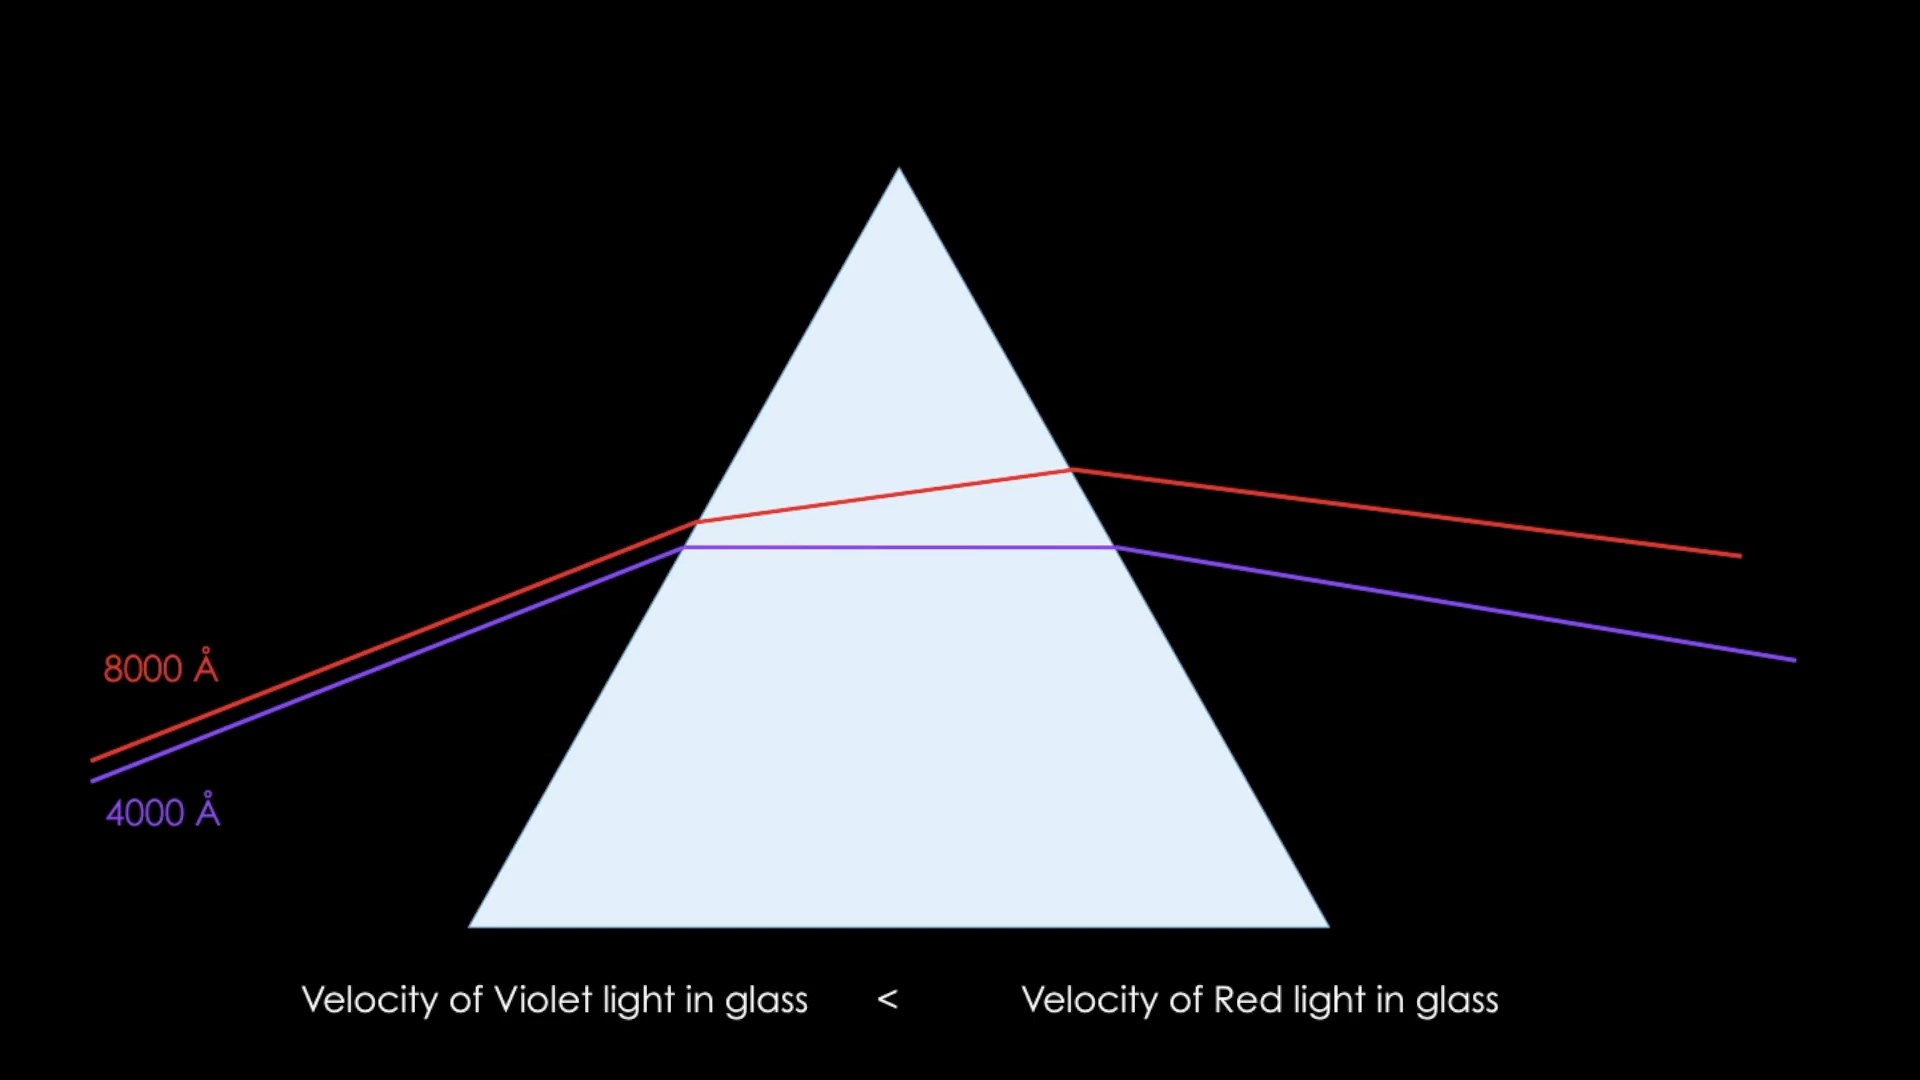 8000 Å
4000 Å
Velocity of Violet light in glass < Velocity of Red light in glass